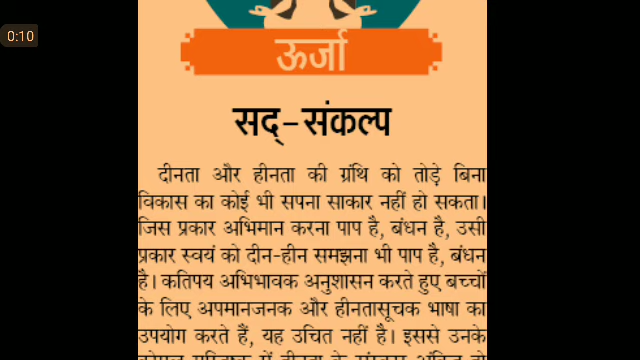 0:10
ऊर्जा
सद्-संकल्प
दीनता और हीनता की ग्रंथि को तोड़े बिना
विकास का कोई भी सपना साकार नहीं हो सकता।
जिस प्रकार अभिमान करना पाप है, बंधन है, उसी
प्रकार स्वयं को दीन-हीन समझना भी पाप है, बंधन
है। कतिपय अभिभावक अनुशासन करते हुए बच्चों
के लिए अपमानजनक और हीनतासूचक भाषा का
उपयोग करते हैं, यह उचित नहीं है। इससे उनके